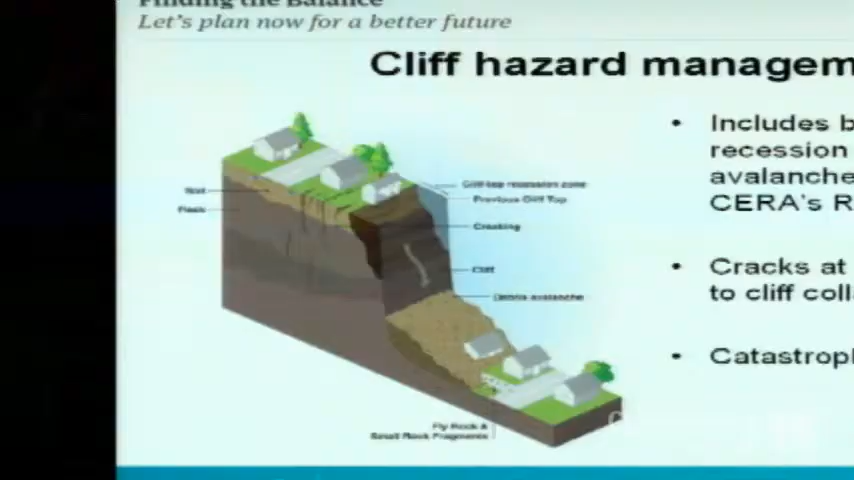 Finding the Balance
Let's plan now for a better future
Cliff hazard managem
• Includes b
recession
avalanche
CERA's R
• Cracks at
to cliff coll
• Catastroph
Soil
Rock
Cliff top recession zone
Previous Cliff Top
Cracking
Cliff
Debris avalanche
Fly Rock &
Small Rock Fragments